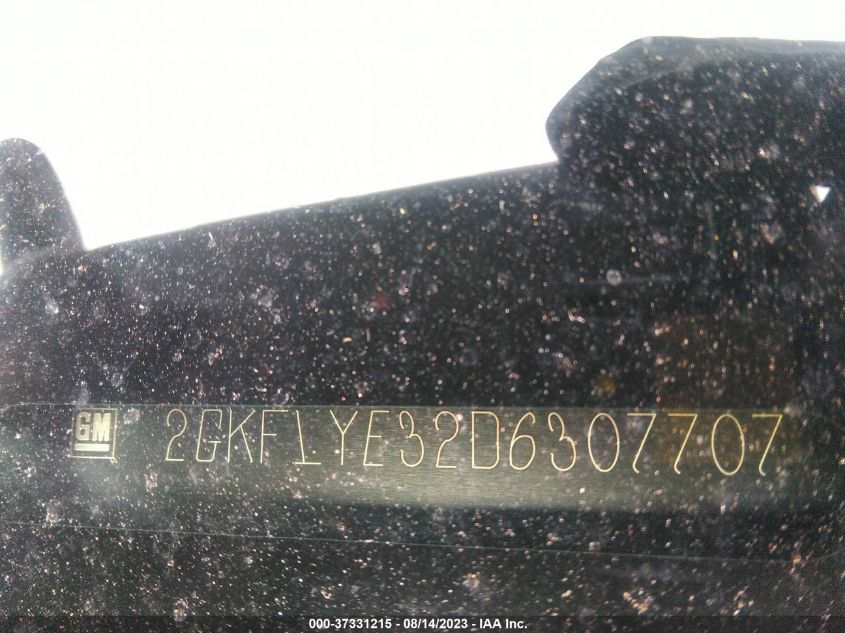 GM 2GKFLYE32D6307707
000-37331215 - 08/14/2023 - IAA Inc.